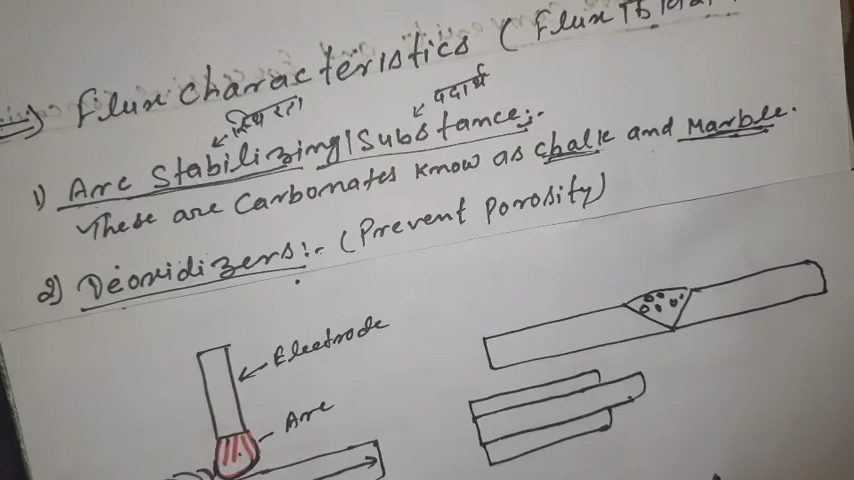 Flux characteristics ( Flux
स्थिरता
पदार्थ
1) Arc Stabilizing/Substance:-
These are Carbonates know as chalk and Marble.
2) Deoxidizers:- (Prevent Porosity)
Electrode
Arc